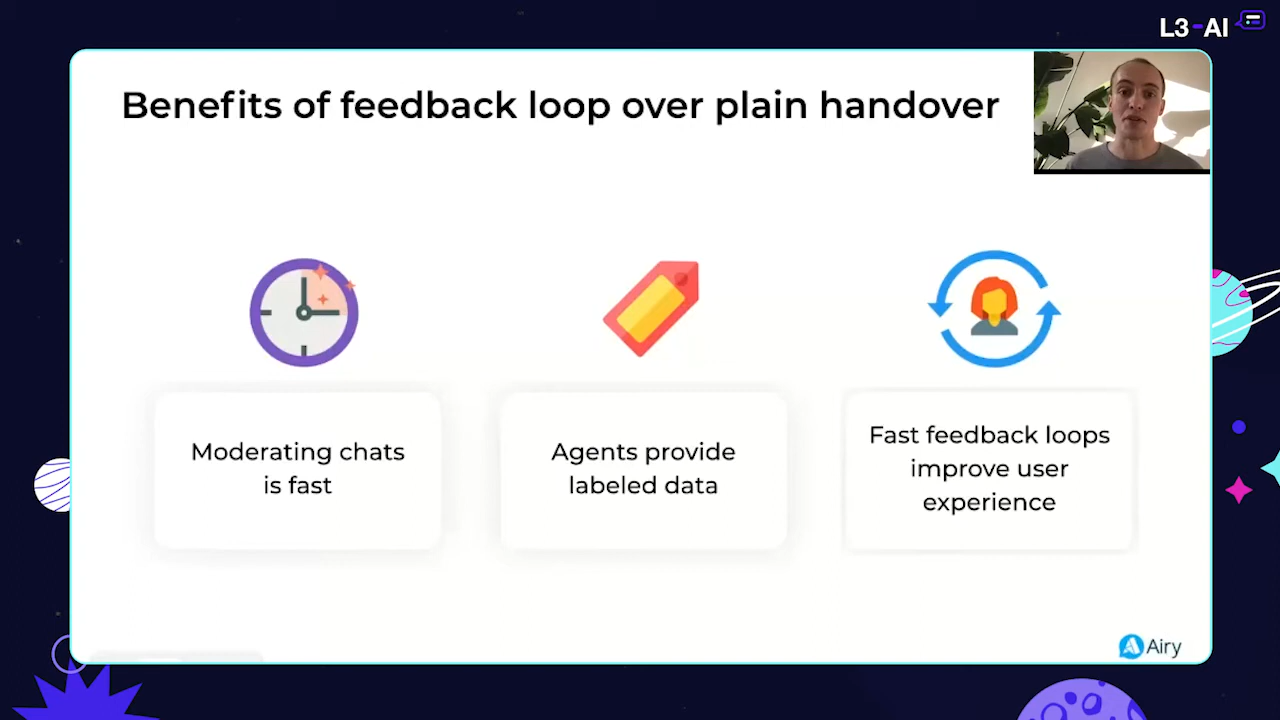 L3-AI
Benefits of feedback loop over plain handover
Moderating chats
is fast
Agents provide
labeled data
Fast feedback loops
improve user
experience
Airy